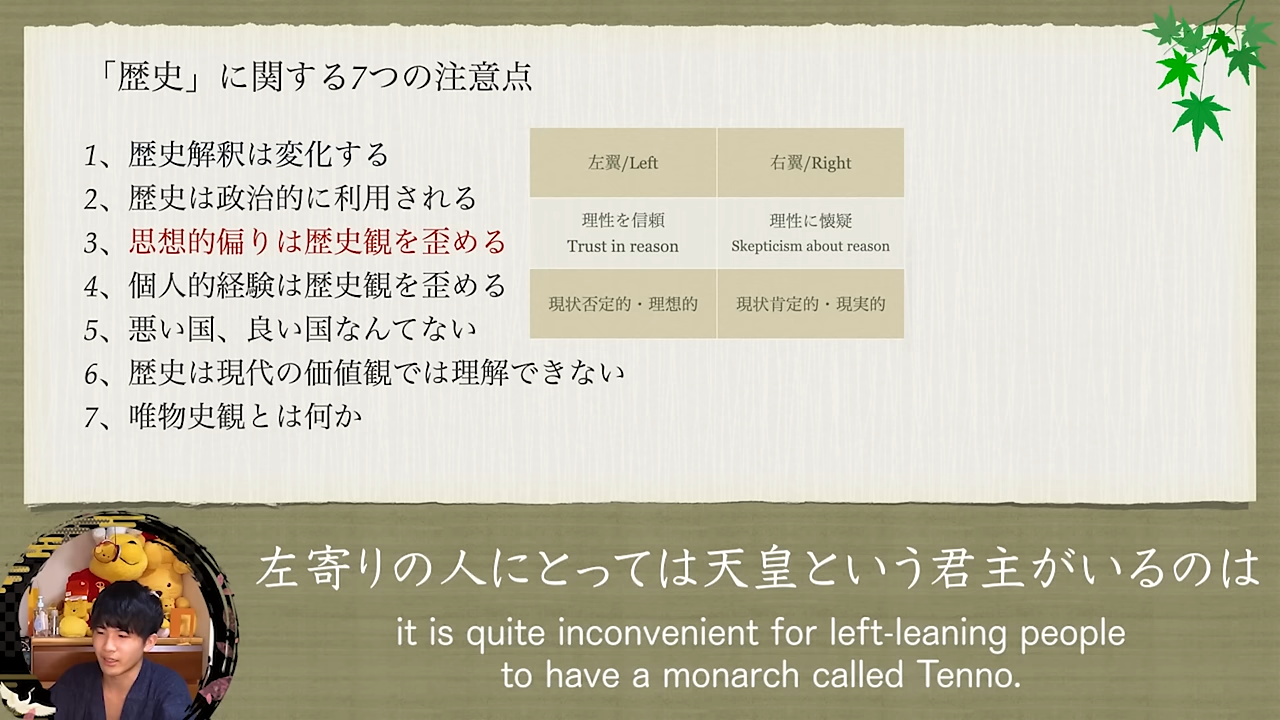 「歴史」に関する7つの注意点
1、歴史解釈は変化する
2、歴史は政治的に利用される
3、思想的偏りは歴史観を歪める
4、個人的経験は歴史観を歪める
5、悪い国、良い国なんてない
6、歴史は現代の価値観では理解できない
7、唯物史観とは何か
左翼/Left
右翼/Right
理性を信頼
Trust in reason
理性に懐疑
Skepticism about reason
現状否定的・理想的
現状肯定的・現実的
左寄りの人にとっては天皇という君主がいるのは
it is quite inconvenient for left-leaning people
to have a monarch called Tenno.